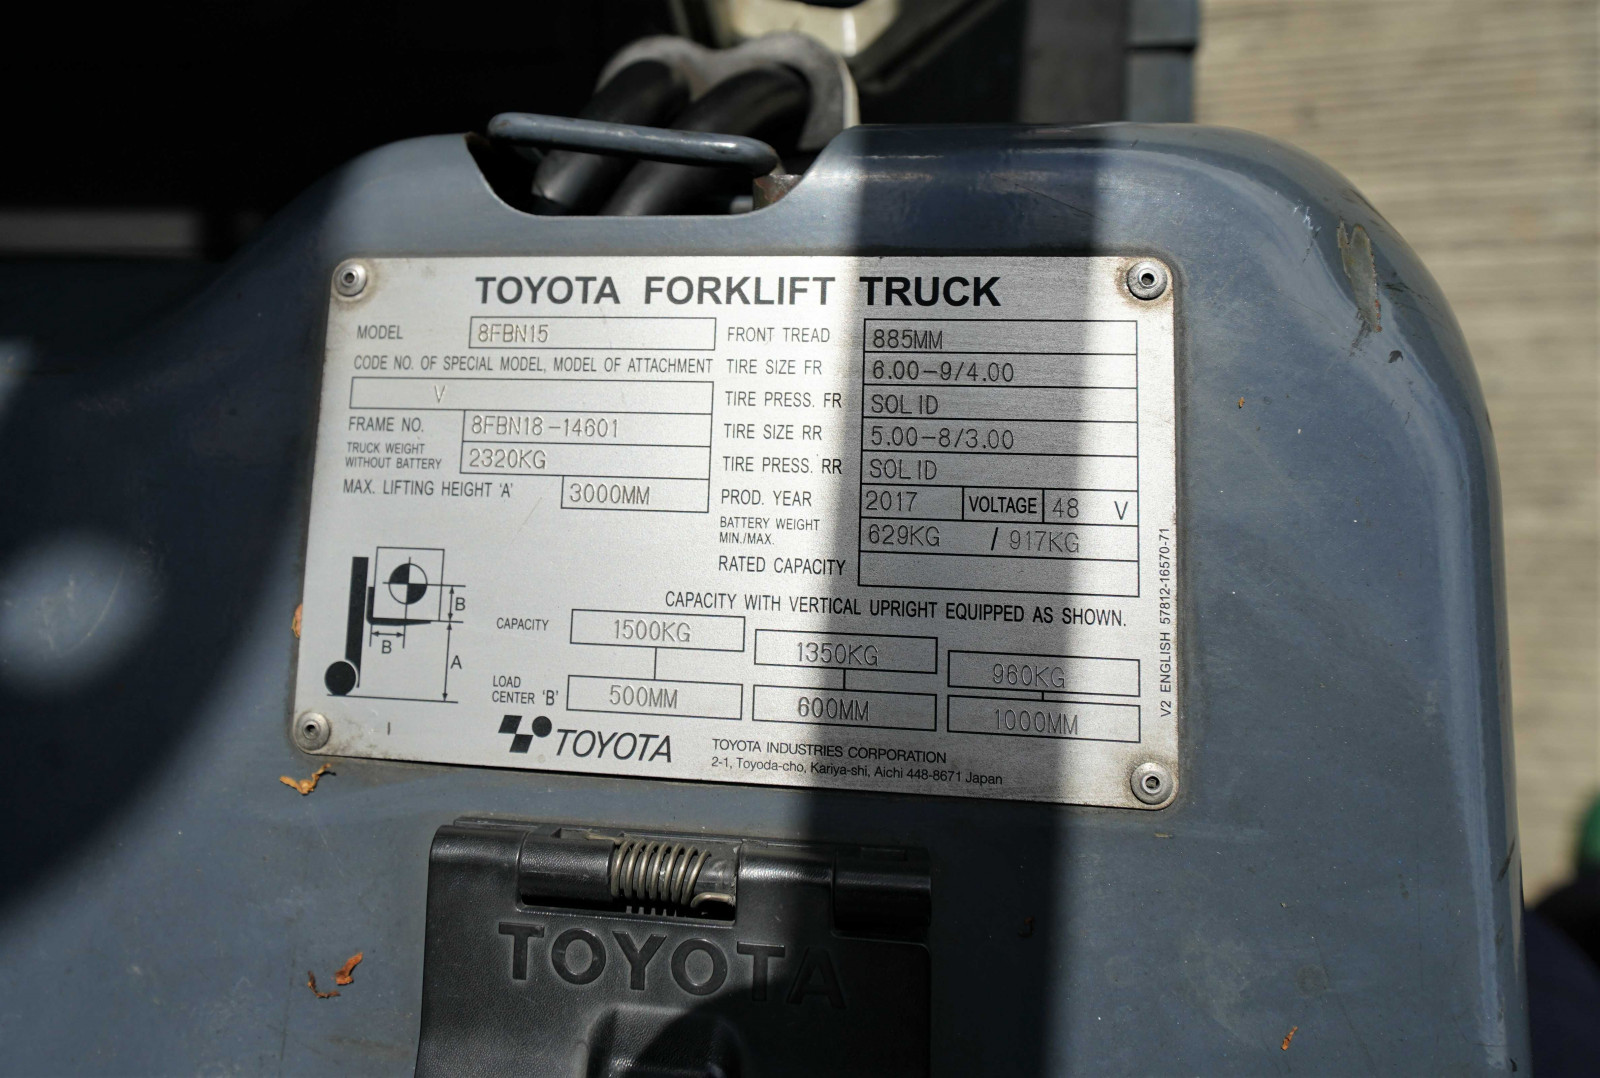 TOYOTA FORKLIFT TRUCK
MODEL 8FBN15
CODE NO. OF SPECIAL MODEL, MODEL OF ATTACHMENT
V
FRAME NO. 8FBN18-14601
TRUCK WEIGHT
WITHOUT BATTERY 2320KG
MAX. LIFTING HEIGHT 'A' 3000MM
FRONT TREAD 885MM
TIRE SIZE FR 6.00-9/4.00
TIRE PRESS. FR SOLID
TIRE SIZE RR 5.00-8/3.00
TIRE PRESS. RR SOLID
PROD. YEAR 2017 VOLTAGE 48 V
BATTERY WEIGHT
MIN./MAX. 629KG / 917KG
RATED CAPACITY
CAPACITY WITH VERTICAL UPRIGHT EQUIPPED AS SHOWN.
B
B
A
CAPACITY 1500KG 1350KG 960KG
LOAD
CENTER 'B' 500MM 600MM 1000MM
I
TOYOTA
TOYOTA INDUSTRIES CORPORATION
2-1, Toyoda-cho, Kariya-shi, Aichi 448-8671 Japan
V2 ENGLISH 57812-16570-71
TOYOTA